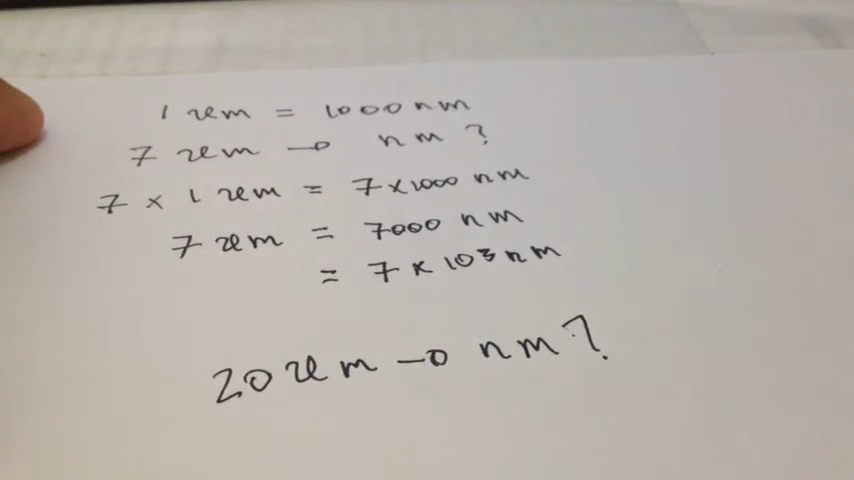 1 µm = 1000 nm
7 µm → nm ?
7 × 1 µm = 7×1000 nm
7 µm = 7000 nm
= 7 × 10³ nm
20 µm → nm ?